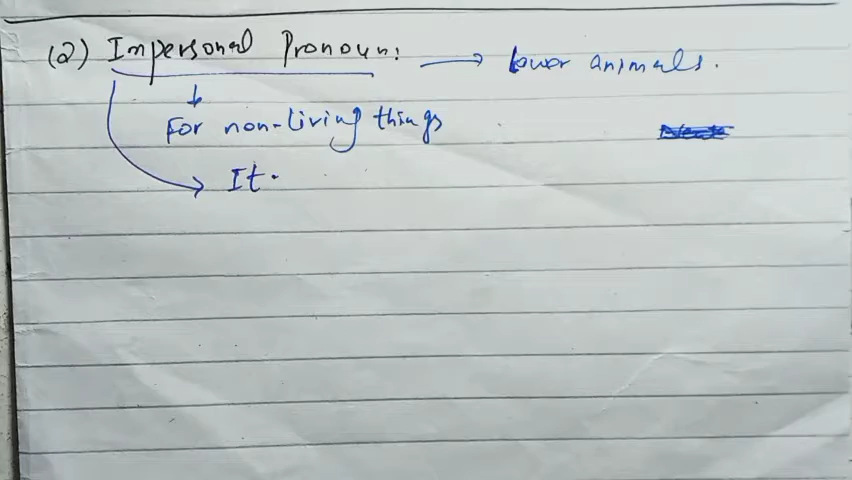 (2) Impersonal Pronoun: → lower animals.
↓
For non-living things
→ It.